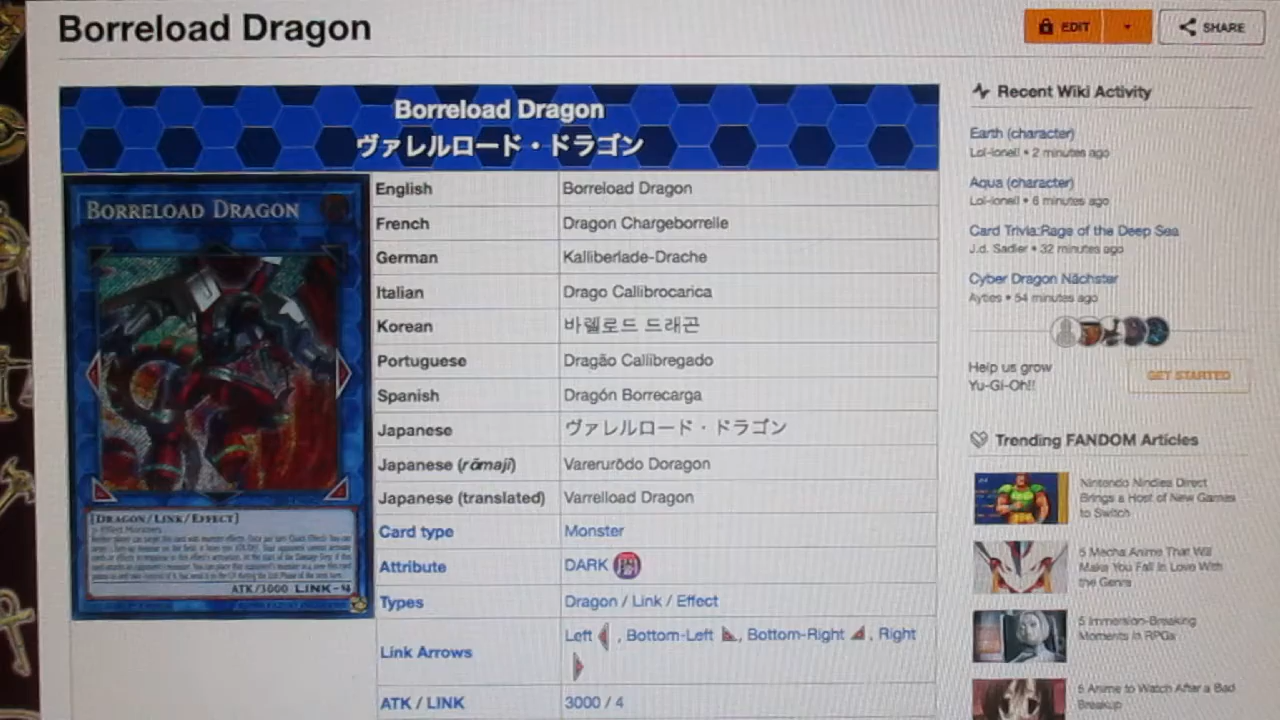 Borreload Dragon
EDIT
SHARE
Borreload Dragon
ヴァレルロード・ドラゴン
BORRELOAD DRAGON
[DRAGON/LINK/EFFECT]
ATK/3000 LINK-4
English Borreload Dragon
French Dragon Chargeborrelle
German Kalliberlade-Drache
Italian Drago Callibrocarica
Korean 바렐로드 드래곤
Portuguese Dragão Callibregado
Spanish Dragón Borrecarga
Japanese ヴァレルロード・ドラゴン
Japanese (rōmaji) Varerurōdo Doragon
Japanese (translated) Varrelload Dragon
Card type Monster
Attribute DARK
Types Dragon / Link / Effect
Link Arrows Left , Bottom-Left , Bottom-Right , Right
ATK / LINK 3000 / 4
Recent Wiki Activity
Earth (character)
Lol-ionell • 2 minutes ago
Aqua (character)
Lol-ionell • 6 minutes ago
Card Trivia:Rage of the Deep Sea
J.d. Sadler • 32 minutes ago
Cyber Dragon Nächster
Ayties • 54 minutes ago
Help us grow
Yu-Gi-Oh!!
GET STARTED
Trending FANDOM Articles
Nintendo Nindies Direct
Brings a Host of New Games
to Switch
5 Mecha Anime That Will
Make You Fall In Love With
the Genre
5 Immersion-Breaking
Moments in RPGs
5 Anime to Watch After a Bad
Breakup